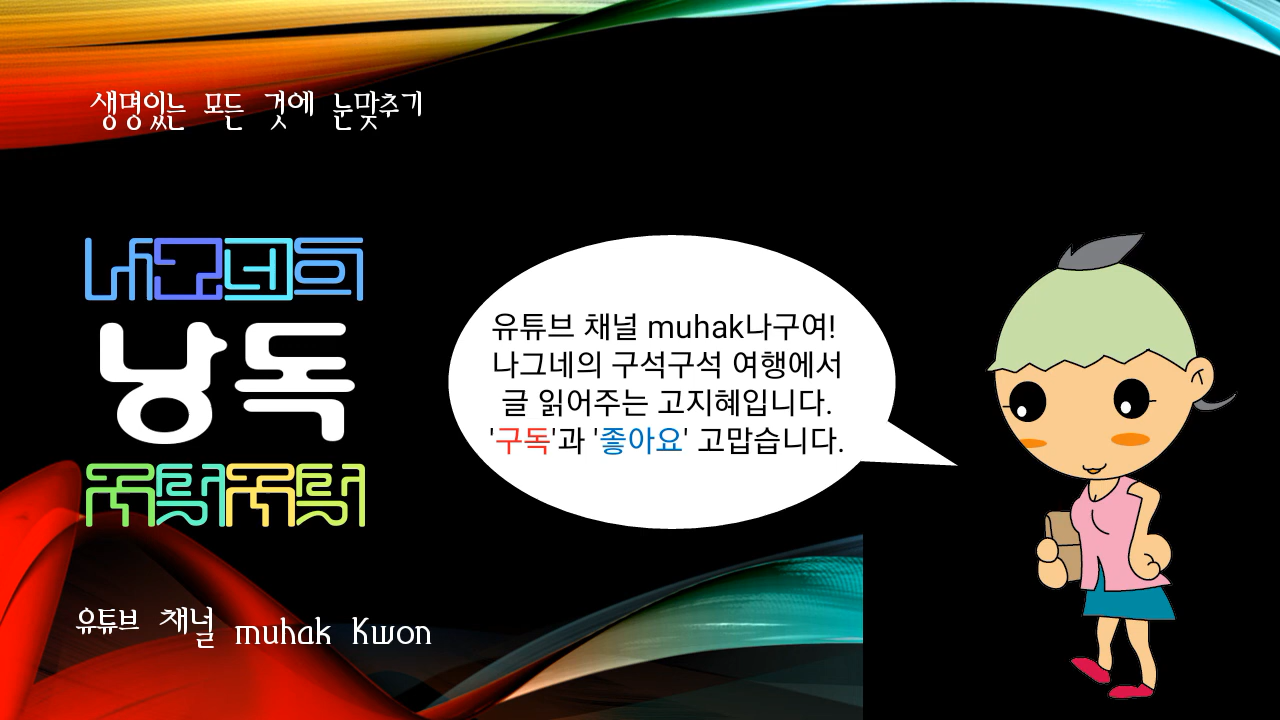 생명있는 모든 것에 눈맞추기
나그네의
낭독
구석구석
유튜브 채널 muhak나구여!
나그네의 구석구석 여행에서
글 읽어주는 고지혜입니다.
'구독'과 '좋아요' 고맙습니다.
유튜브 채널 muhak Kwon